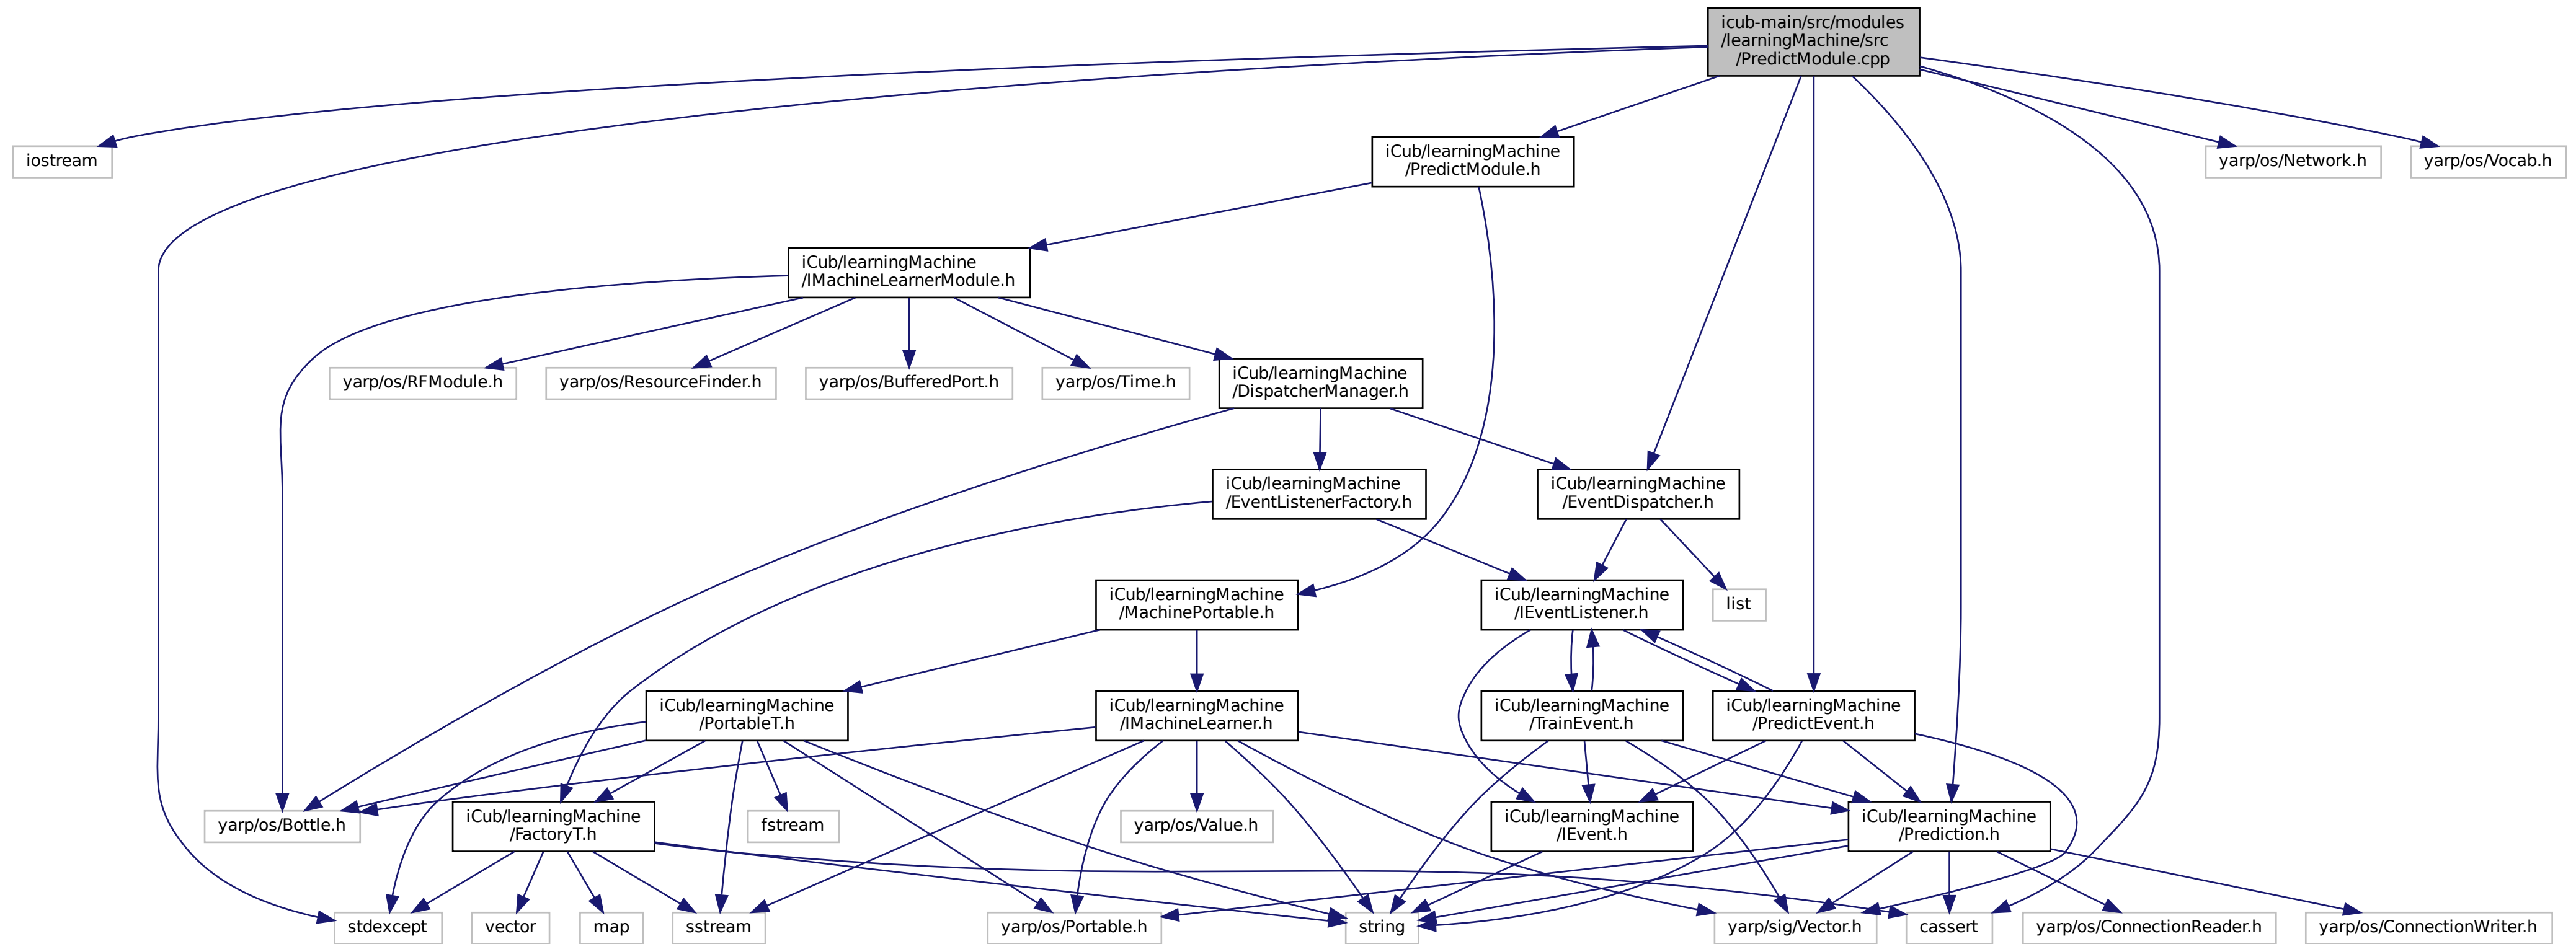 icub-main/src/modules
/learningMachine/src
/PredictModule.cpp
iostream
iCub/learningMachine
/PredictModule.h
yarp/os/Network.h
yarp/os/Vocab.h
iCub/learningMachine
/IMachineLearnerModule.h
yarp/os/RFModule.h
yarp/os/ResourceFinder.h
yarp/os/BufferedPort.h
yarp/os/Time.h
iCub/learningMachine
/DispatcherManager.h
iCub/learningMachine
/EventListenerFactory.h
iCub/learningMachine
/EventDispatcher.h
iCub/learningMachine
/MachinePortable.h
iCub/learningMachine
/IEventListener.h
list
iCub/learningMachine
/PortableT.h
iCub/learningMachine
/IMachineLearner.h
iCub/learningMachine
/TrainEvent.h
iCub/learningMachine
/PredictEvent.h
yarp/os/Bottle.h
iCub/learningMachine
/FactoryT.h
fstream
yarp/os/Value.h
iCub/learningMachine
/IEvent.h
iCub/learningMachine
/Prediction.h
stdexcept
vector
map
sstream
yarp/os/Portable.h
string
yarp/sig/Vector.h
cassert
yarp/os/ConnectionReader.h
yarp/os/ConnectionWriter.h